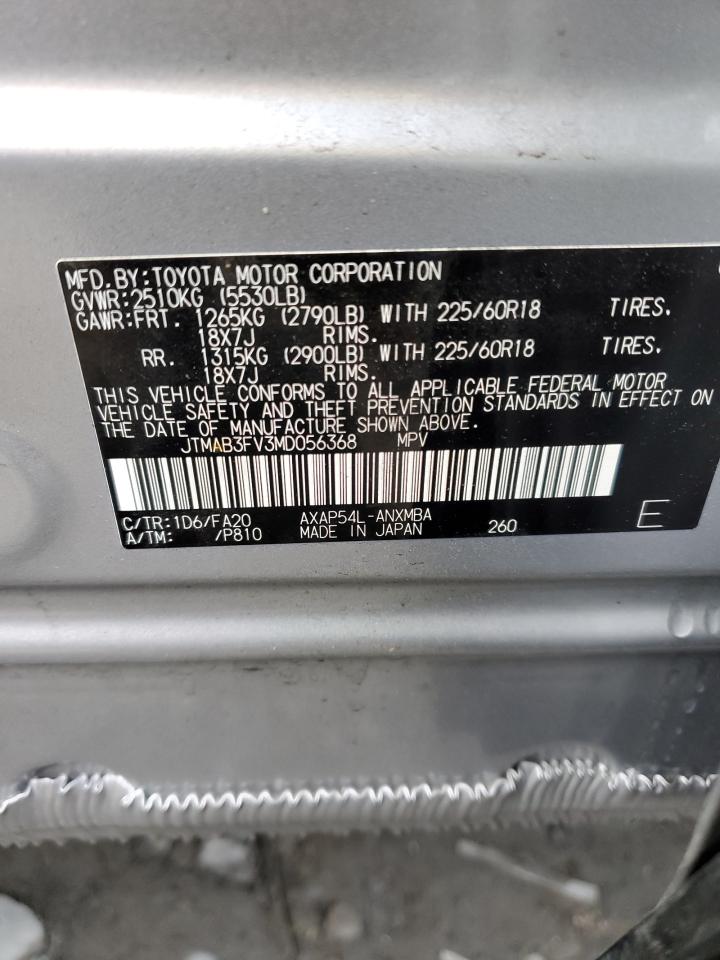 MFD.BY:TOYOTA MOTOR CORPORATION
GVWR:2510KG (5530LB)
GAWR:FRT. 1265KG (2790LB) WITH 225/60R18 TIRES.
18X7J RIMS.
RR. 1315KG (2900LB) WITH 225/60R18 TIRES.
18X7J RIMS.
THIS VEHICLE CONFORMS TO ALL APPLICABLE FEDERAL MOTOR
VEHICLE SAFETY AND THEFT PREVENTION STANDARDS IN EFFECT ON
THE DATE OF MANUFACTURE SHOWN ABOVE.
JTMAB3FV3MD056368 MPV
C/TR:1D6/FA20 AXAP54L-ANXMBA
A/TM: /P810 MADE IN JAPAN 260 E